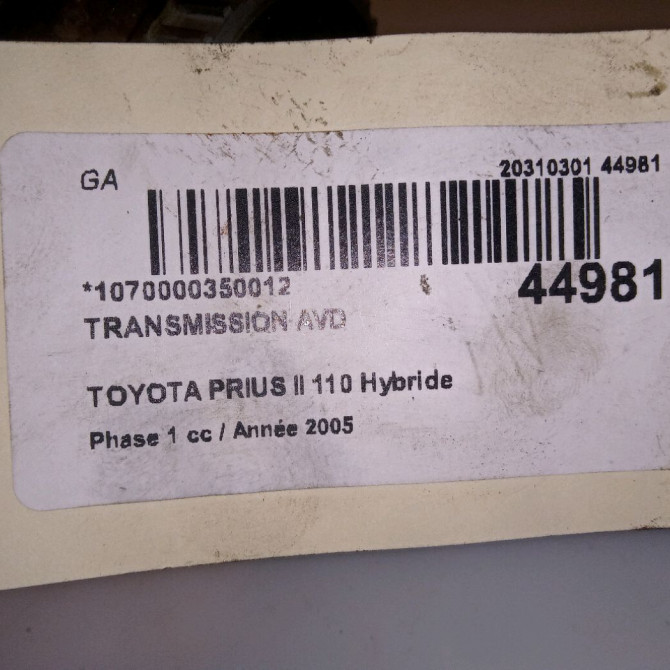 GA
20310301 44981
*1070000350012
44981
TRANSMISSION AVD
TOYOTA PRIUS II 110 Hybride
Phase 1 cc / Année 2005